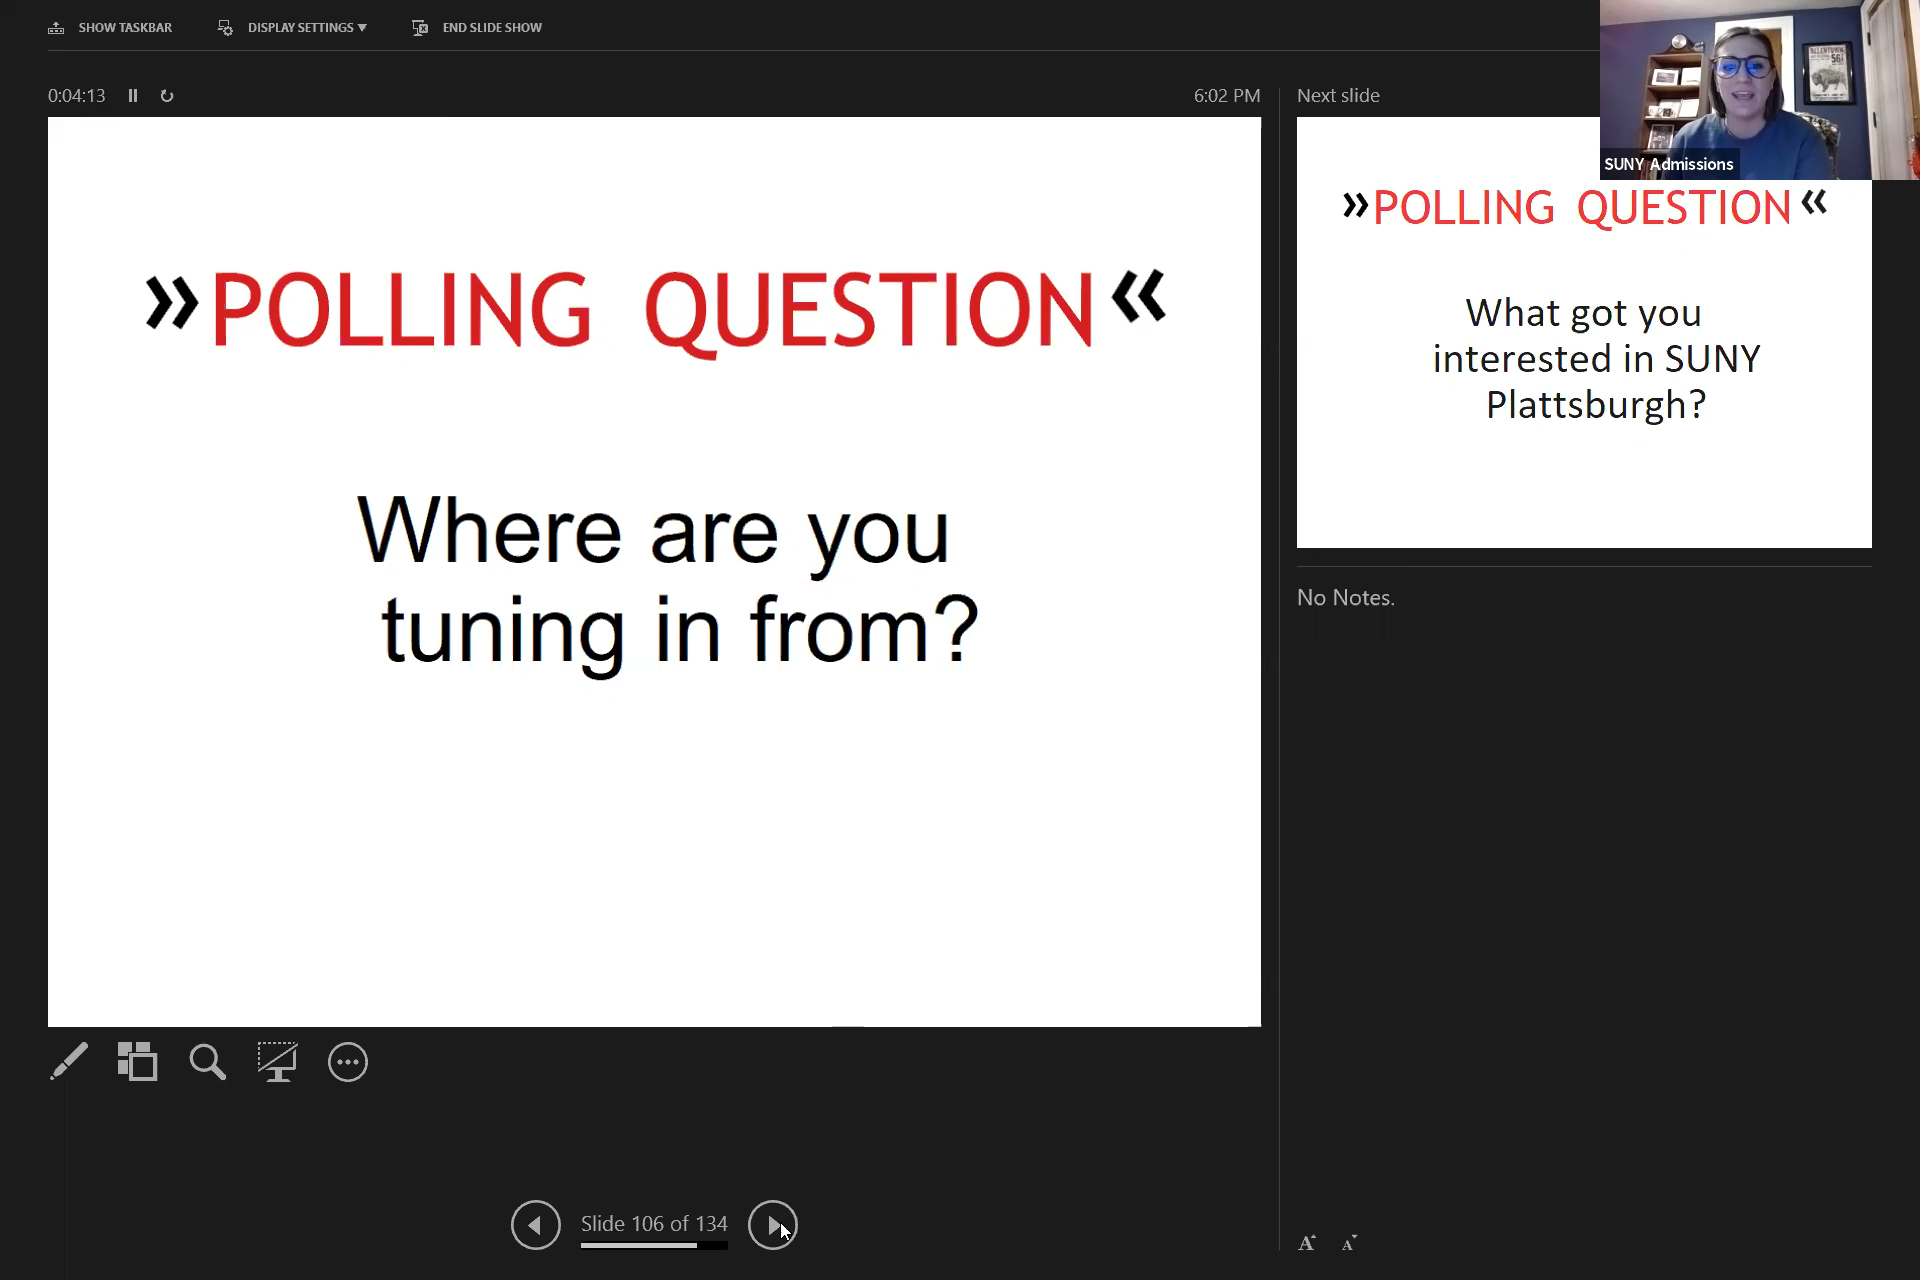 SHOW TASKBAR
DISPLAY SETTINGS ▾
END SLIDE SHOW
0:04:13
6:02 PM
Next slide
»POLLING QUESTION«
Where are you
tuning in from?
ALLENTOWN
SUNY Admissions
»POLLING QUESTION«
What got you
interested in SUNY
Plattsburgh?
No Notes.
Slide 106 of 134
A A